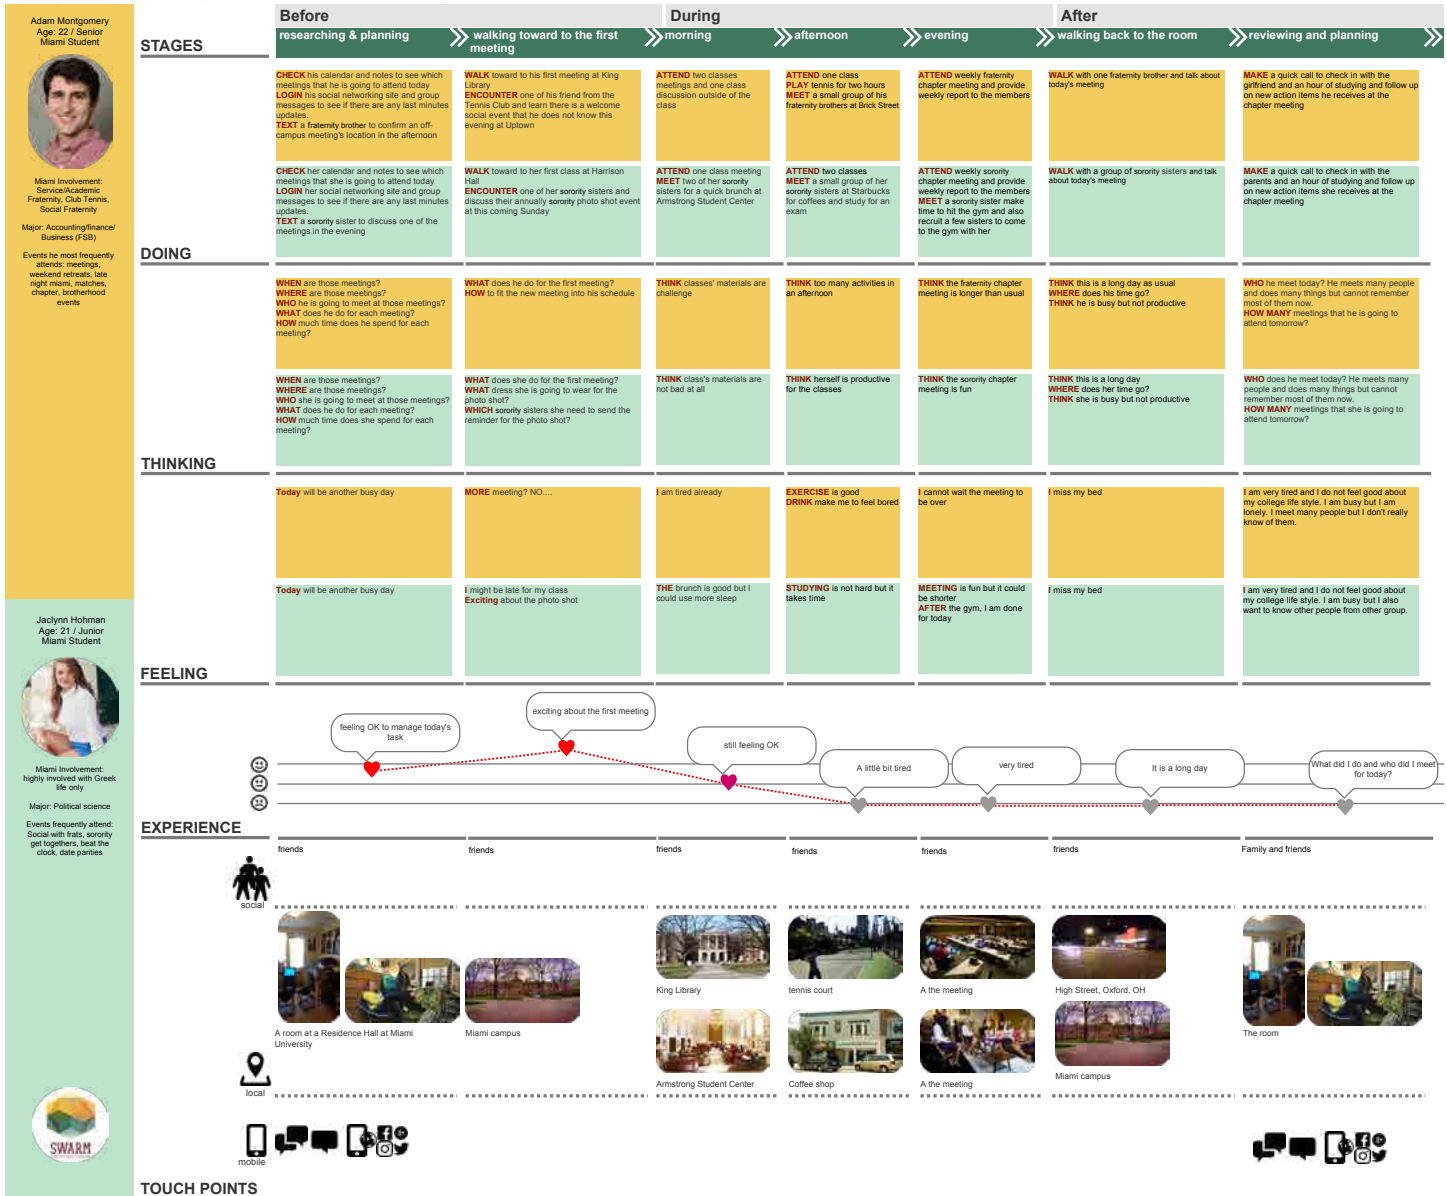 Before
During
After
STAGES
researching & planning
walking toward to the first
meeting
morning
afternoon
evening
walking back to the room
reviewing and planning
Adam Montgomery
Age: 22 / Senior
Miami Student
Miami Involvement:
Service/Academic
Fraternity, Club Tennis,
Social Fraternity
Major: Accounting/finance/
Business (FSB)
Events he most frequently
attends: meetings,
weekend retreats, late
night miami, matches,
chapter, brotherhood
events
CHECK his calendar and notes to see which
meetings that he is going to attend today
LOGIN his social networking site and group
messages to see if there are any last minutes
updates.
TEXT a fraternity brother to confirm an off-
campus meeting's location in the afternoon
WALK toward to his first meeting at King
Library
ENCOUNTER one of his friend from the
Tennis Club and learn there is a welcome
social event that he does not know this
evening at Uptown
ATTEND two classes
meetings and one class
discussion outside of the
class
ATTEND one class
PLAY tennis for two hours
MEET a small group of his
fraternity brothers at Brick Street
ATTEND weekly fraternity
chapter meeting and provide
weekly report to the members
WALK with one fraternity brother and talk about
today's meeting
MAKE a quick call to check in with the
girlfriend and an hour of studying and follow up
on new action items he receives at the
chapter meeting
CHECK her calendar and notes to see which
meetings that she is going to attend today
LOGIN her social networking site and group
messages to see if there are any last minutes
updates.
TEXT a sorority sister to discuss one of the
meetings in the evening
WALK toward to her first class at Harrison
Hall
ENCOUNTER one of her sorority sisters and
discuss their annually sorority photo shot event
at this coming Sunday
ATTEND one class meeting
MEET two of her sorority
sisters for a quick brunch at
Armstrong Student Center
ATTEND two classes
MEET a small group of her
sorority sisters at Starbucks
for coffees and study for an
exam
ATTEND weekly sorority
chapter meeting and provide
weekly report to the members
MEET a sorority sister make
time to hit the gym and also
recruit a few sisters to come
to the gym with her
WALK with a group of sorority sisters and talk
about today's meeting
MAKE a quick call to check in with the
parents and an hour of studying and follow up
on new action items she receives at the
chapter meeting
DOING
WHEN are those meetings?
WHERE are those meetings?
WHO he is going to meet at those meetings?
WHAT does he do for each meeting?
HOW much time does he spend for each
meeting?
WHAT does he do for the first meeting?
HOW to fit the new meeting into his schedule
THINK classes' materials are
challenge
THINK too many activities in
an afternoon
THINK the fraternity chapter
meeting is longer than usual
THINK this is a long day as usual
WHERE does his time go?
THINK he is busy but not productive
WHO he meet today? He meets many people
and does many things but cannot remember
most of them now.
HOW MANY meetings that he is going to
attend tomorrow?
WHEN are those meetings?
WHERE are those meetings?
WHO she is going to meet at those meetings?
WHAT does he do for each meeting?
HOW much time does she spend for each
meeting?
WHAT does she do for the first meeting?
WHAT dress she is going to wear for the
photo shot?
WHICH sorority sisters she need to send the
reminder for the photo shot?
THINK class's materials are
not bad at all
THINK herself is productive
for the classes
THINK the sorority chapter
meeting is fun
THINK this is a long day
WHERE does her time go?
THINK she is busy but not productive
WHO does he meet today? He meets many
people and does many things but cannot
remember most of them now.
HOW MANY meetings that she is going to
attend tomorrow?
THINKING
Today will be another busy day
MORE meeting? NO....
I am tired already
EXERCISE is good
DRINK make me to feel bored
I cannot wait the meeting to
be over
I miss my bed
I am very tired and I do not feel good about
my college life style. I am busy but I am
lonely. I meet many people but I don't really
know of them.
Today will be another busy day
I might be late for my class
Exciting about the photo shot
THE brunch is good but I
could use more sleep
STUDYING is not hard but it
takes time
MEETING is fun but it could
be shorter
AFTER the gym, I am done
for today
I miss my bed
I am very tired and I do not feel good about
my college life style. I am busy but I also
want to know other people from other group.
FEELING
Jaclynn Hohman
Age: 21 / Junior
Miami Student
Miami Involvement:
highly involved with Greek
life only
Major: Political science
Events frequently attend:
Social with frats, sorority
get togethers, beat the
clock, date parities
SWARM
feeling OK to manage today's
task
exciting about the first meeting
still feeling OK
A little bit tired
very tired
It is a long day
What did I do and who did I meet
for today?
EXPERIENCE
friends
friends
friends
friends
friends
friends
Family and friends
social
A room at a Residence Hall at Miami
University
Miami campus
King Library
Armstrong Student Center
tennis court
Coffee shop
A the meeting
A the meeting
High Street, Oxford, OH
Miami campus
The room
local
mobile
TOUCH POINTS